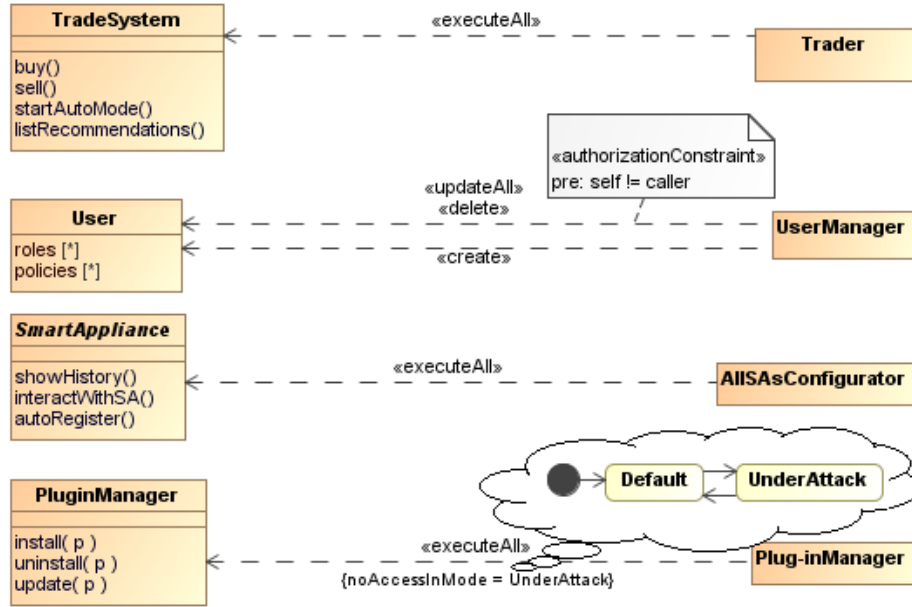 TradeSystem
buy()
sell()
startAutoMode()
listRecommendations()
«executeAll»
Trader
«authorizationConstraint»
pre: self != caller
«updateAll»
«delete»
User
roles [*]
policies [*]
UserManager
«create»
SmartAppliance
showHistory()
interactWithSA()
autoRegister()
«executeAll»
AllSAsConfigurator
Default
UnderAttack
PluginManager
install( p )
uninstall( p )
update( p )
«executeAll»
{noAccessInMode = UnderAttack}
Plug-inManager